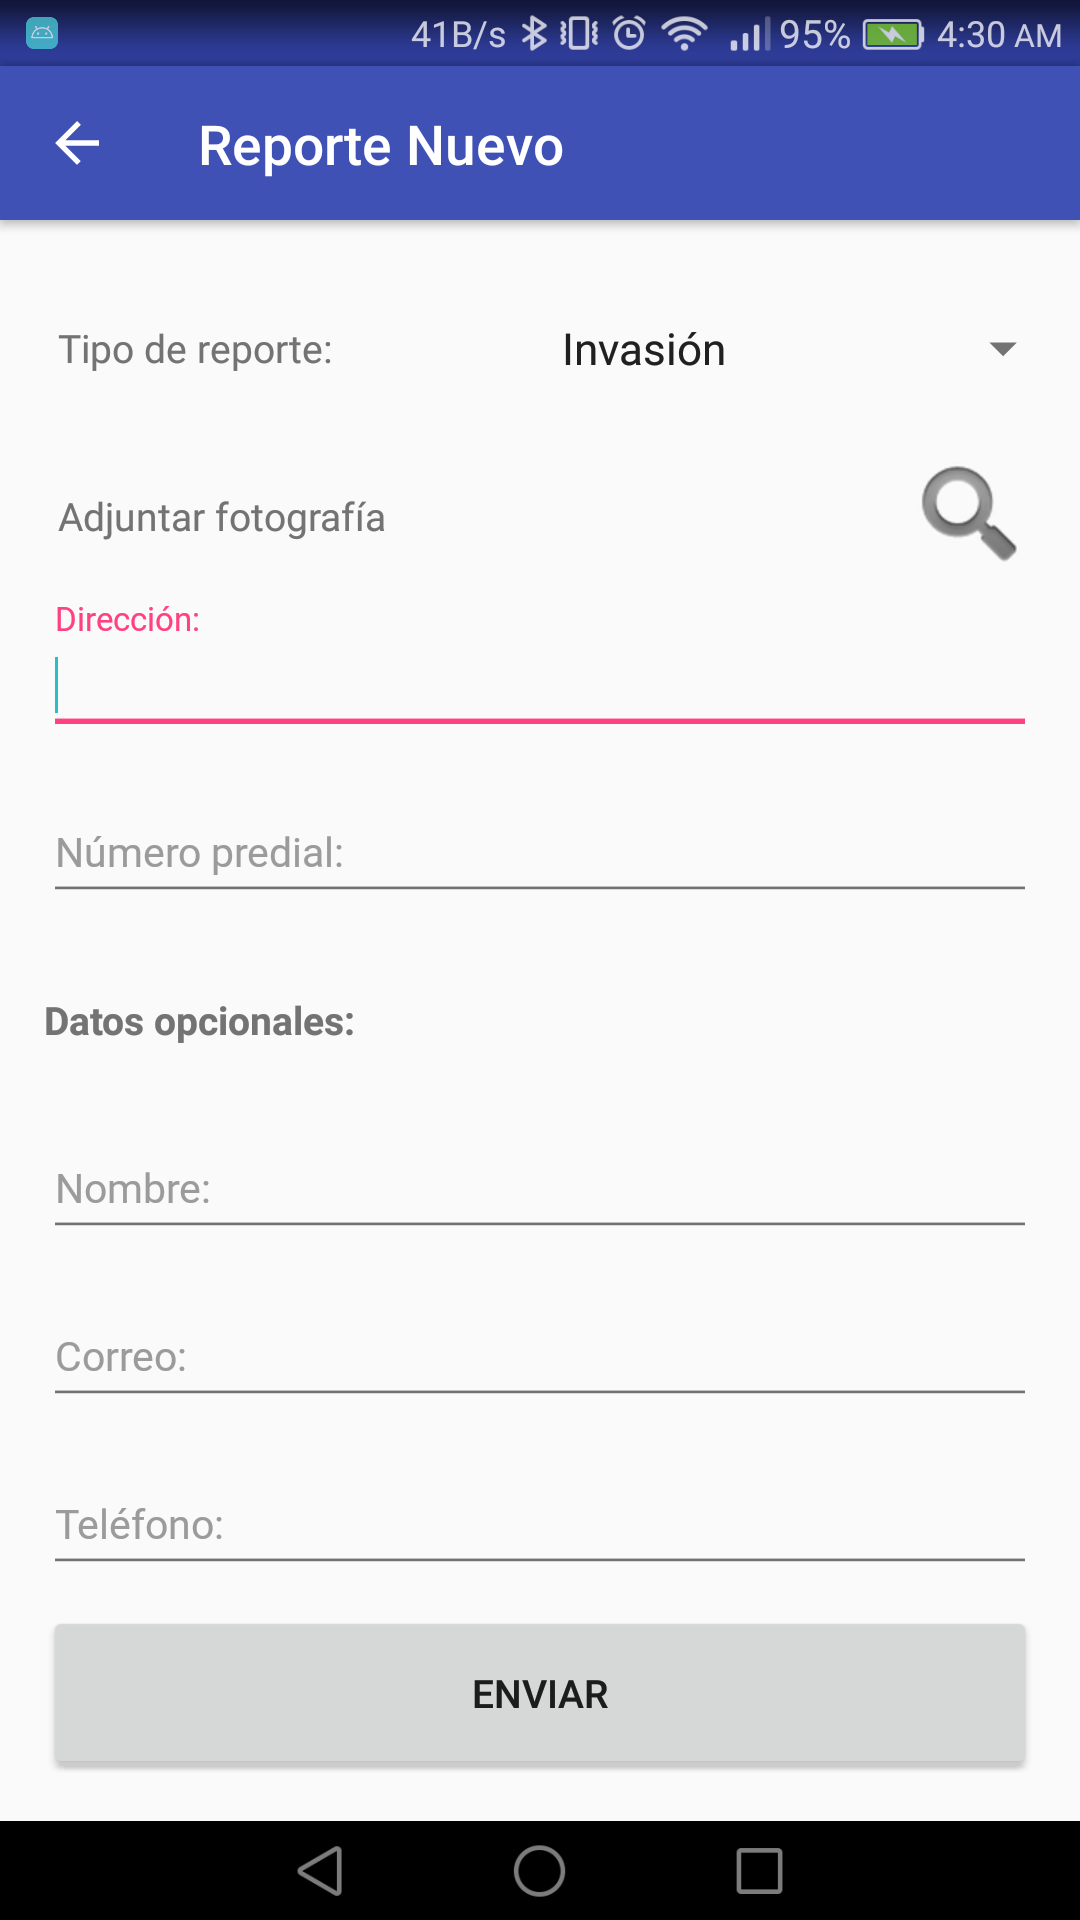 41B/s 95% 4:30 AM
Reporte Nuevo
Tipo de reporte: Invasión
Adjuntar fotografía
Dirección:
Número predial:
Datos opcionales:
Nombre:
Correo:
Teléfono:
ENVIAR